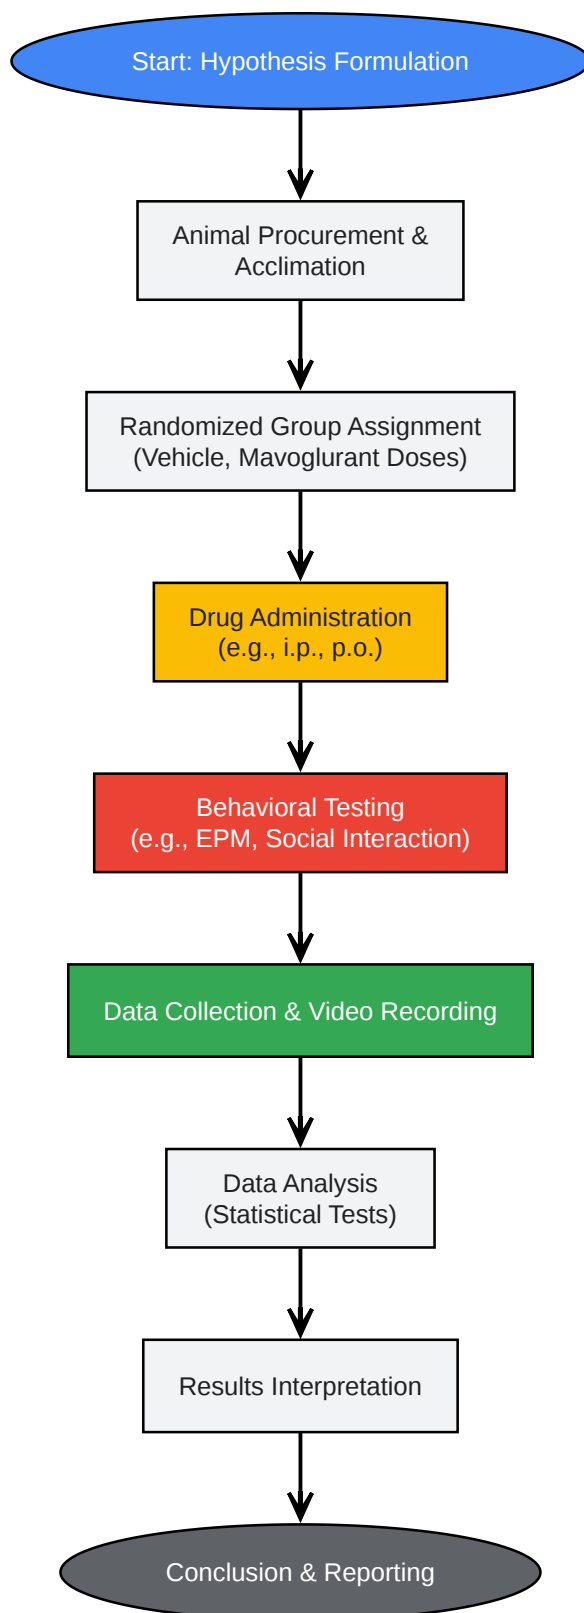 Start: Hypothesis Formulation
Animal Procurement &
Acclimation
Randomized Group Assignment
(Vehicle, Mavoglurant Doses)
Drug Administration
(e.g., i.p., p.o.)
Behavioral Testing
(e.g., EPM, Social Interaction)
Data Collection & Video Recording
Data Analysis
(Statistical Tests)
Results Interpretation
Conclusion & Reporting